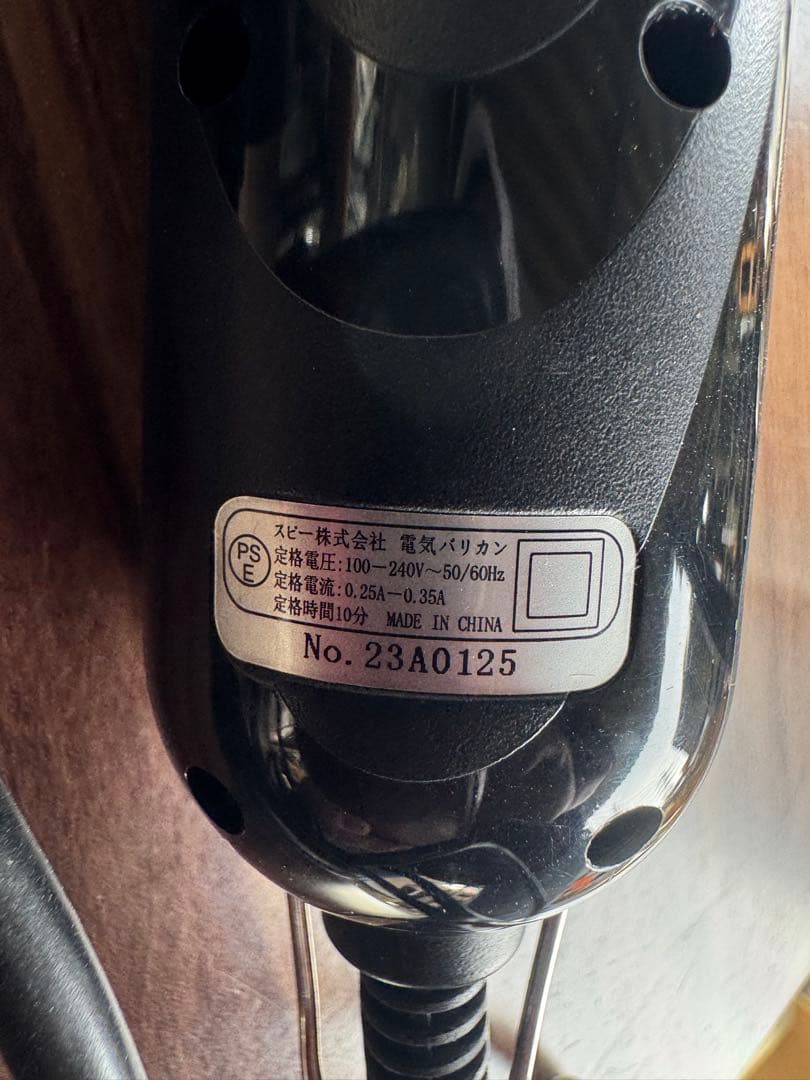 スピー株式会社 電気バリカン
PS
E
定格電圧:100－240V～50/60Hz
定格電流:0.25A－0.35A
定格時間10分 MADE IN CHINA
No. 23A0125